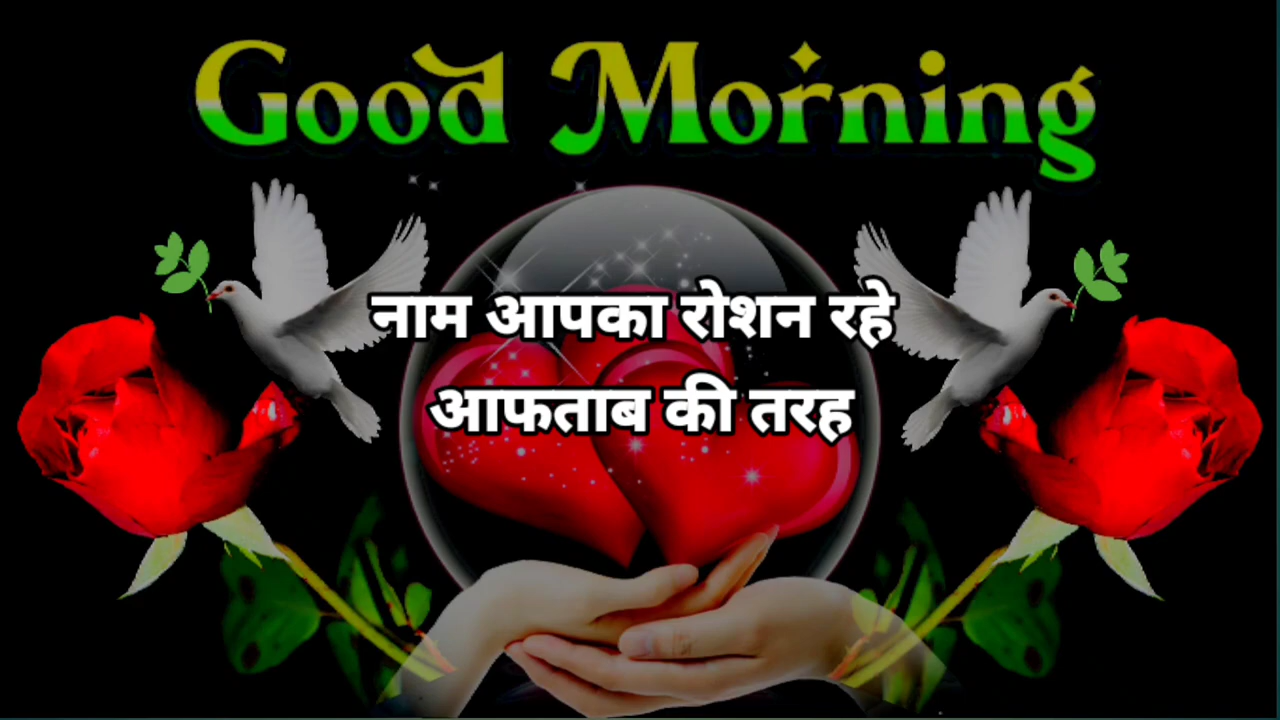 Good Morning
नाम आपका रोशन रहे
आफताब की तरह